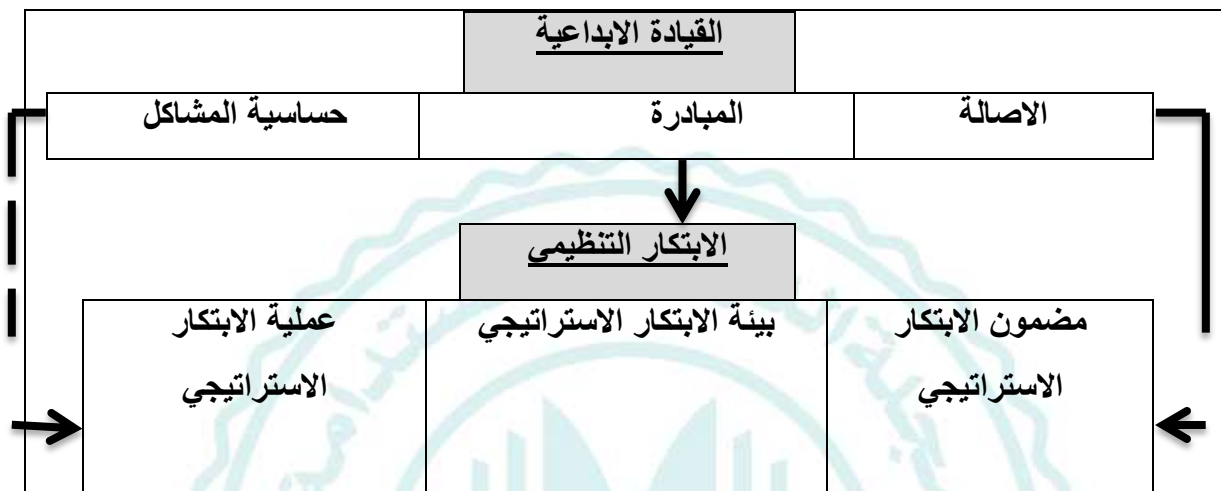 القيادة الابداعية
الاصالة
المبادرة
حساسية المشاكل
الابتكار التنظيمي
مضمون الابتكار
الاستراتيجي
بيئة الابتكار الاستراتيجي
عملية الابتكار
الاستراتيجي